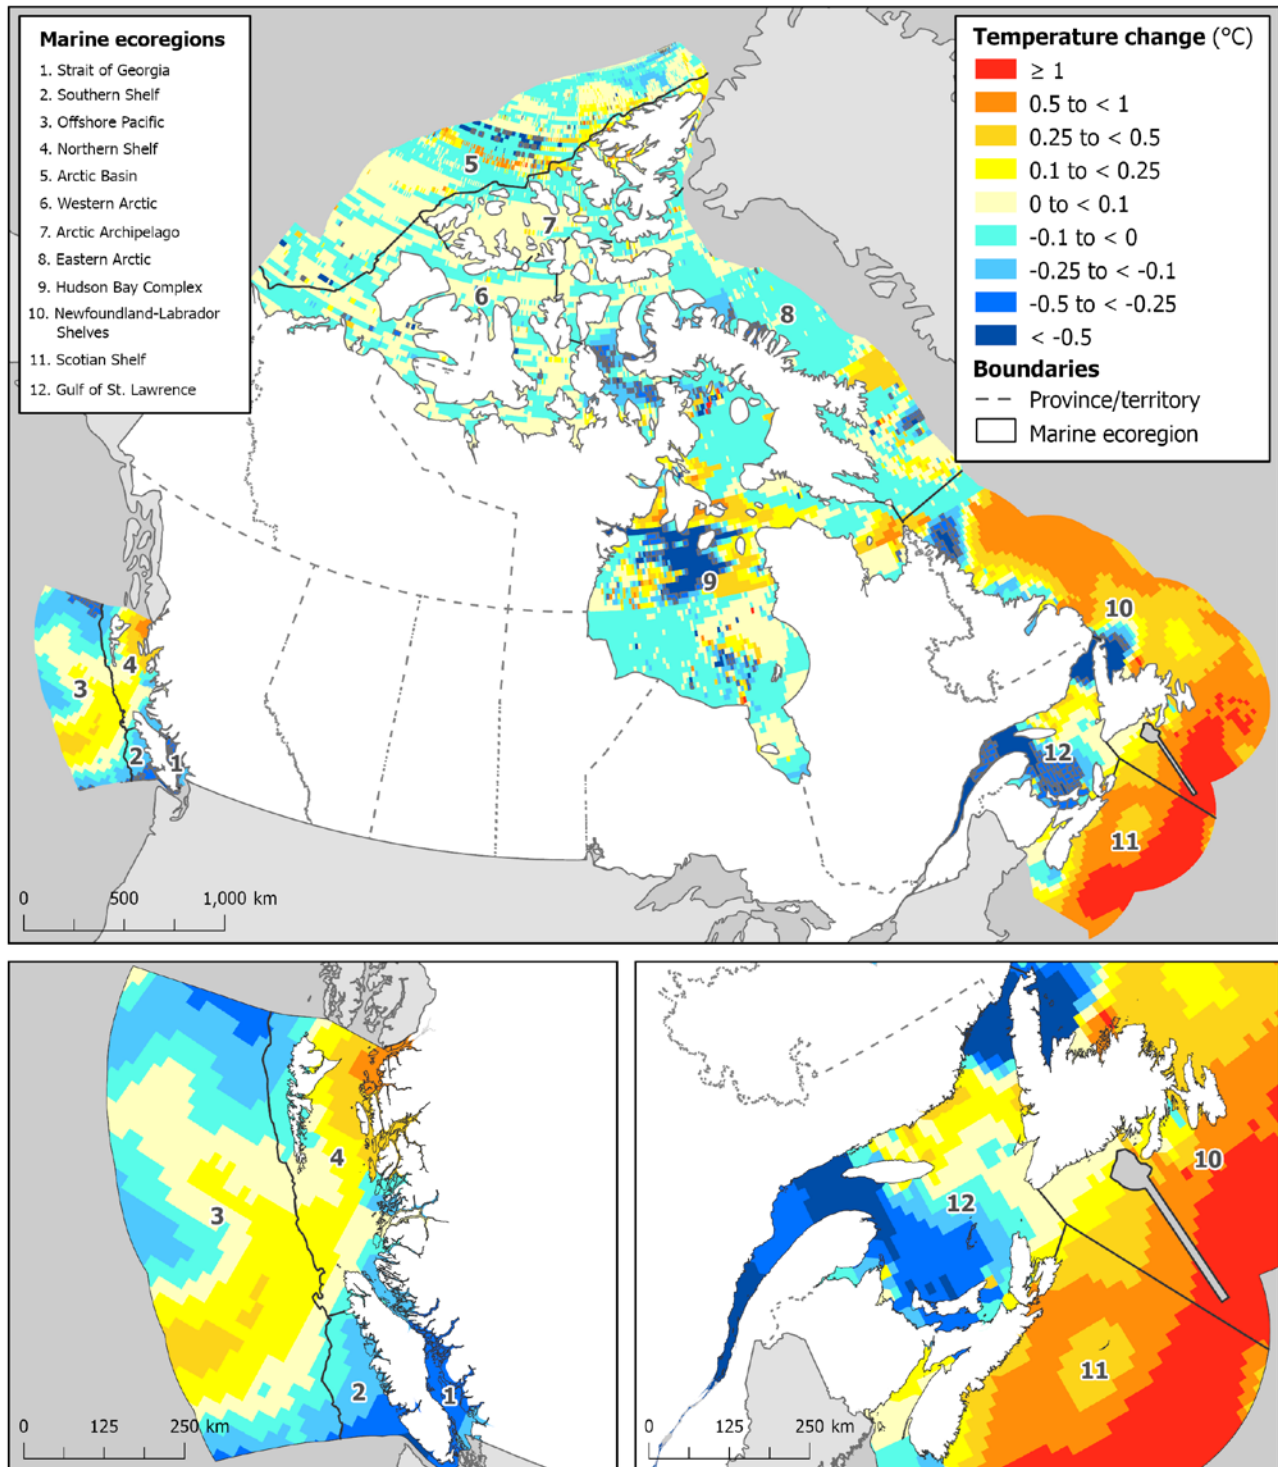 Marine ecoregions
1. Strait of Georgia
2. Southern Shelf
3. Offshore Pacific
4. Northern Shelf
5. Arctic Basin
6. Western Arctic
7. Arctic Archipelago
8. Eastern Arctic
9. Hudson Bay Complex
10. Newfoundland-Labrador
Shelves
11. Scotian Shelf
12. Gulf of St. Lawrence
Temperature change (°C)
≥ 1
0.5 to < 1
0.25 to < 0.5
0.1 to < 0.25
0 to < 0.1
-0.1 to < 0
-0.25 to < -0.1
-0.5 to < -0.25
< -0.5
Boundaries
Province/territory
Marine ecoregion
5
7
6
8
9
10
4
3
2
1
12
11
0 500 1,000 km
4
3
2
1
0 125 250 km
10
12
11
0 125 250 km